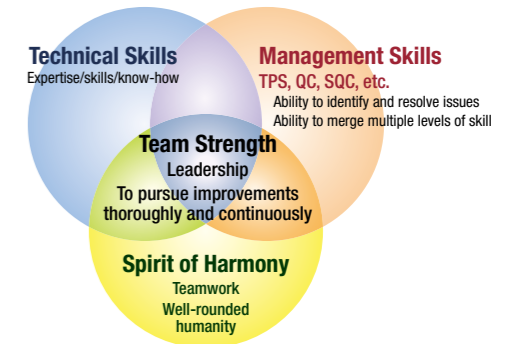 Technical Skills
Expertise/skills/know-how
Management Skills
TPS, QC, SQC, etc.
Ability to identify and resolve issues
Ability to merge multiple levels of skill
Team Strength
Leadership
To pursue improvements
thoroughly and continuously
Spirit of Harmony
Teamwork
Well-rounded
humanity